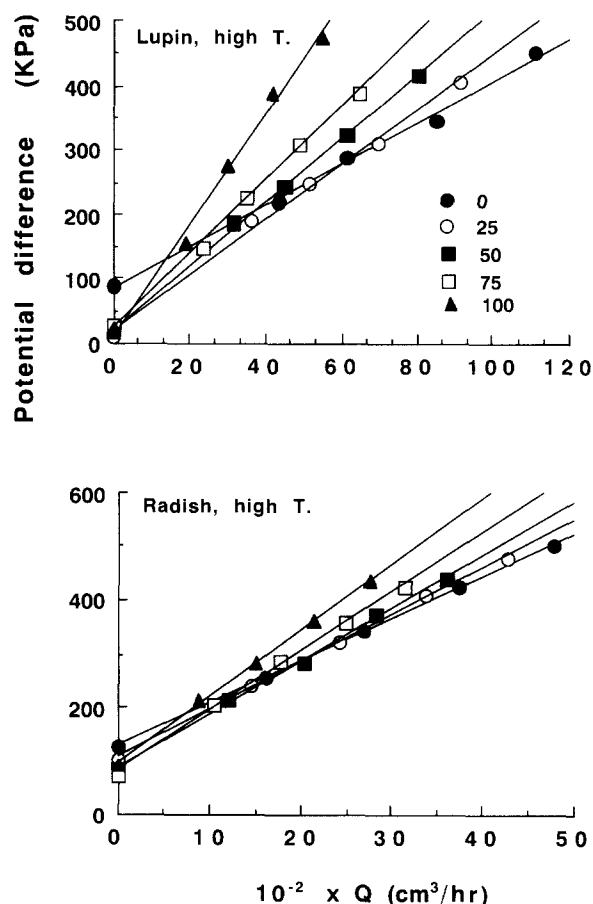 Potential difference (KPa)
500
400
300
200
100
0
Lupin, high T.
0
25
50
75
100
0 20 40 60 80 100 120
600
400
200
0
Radish, high T.
0 10 20 30 40 50
10⁻² x Q (cm³/hr)